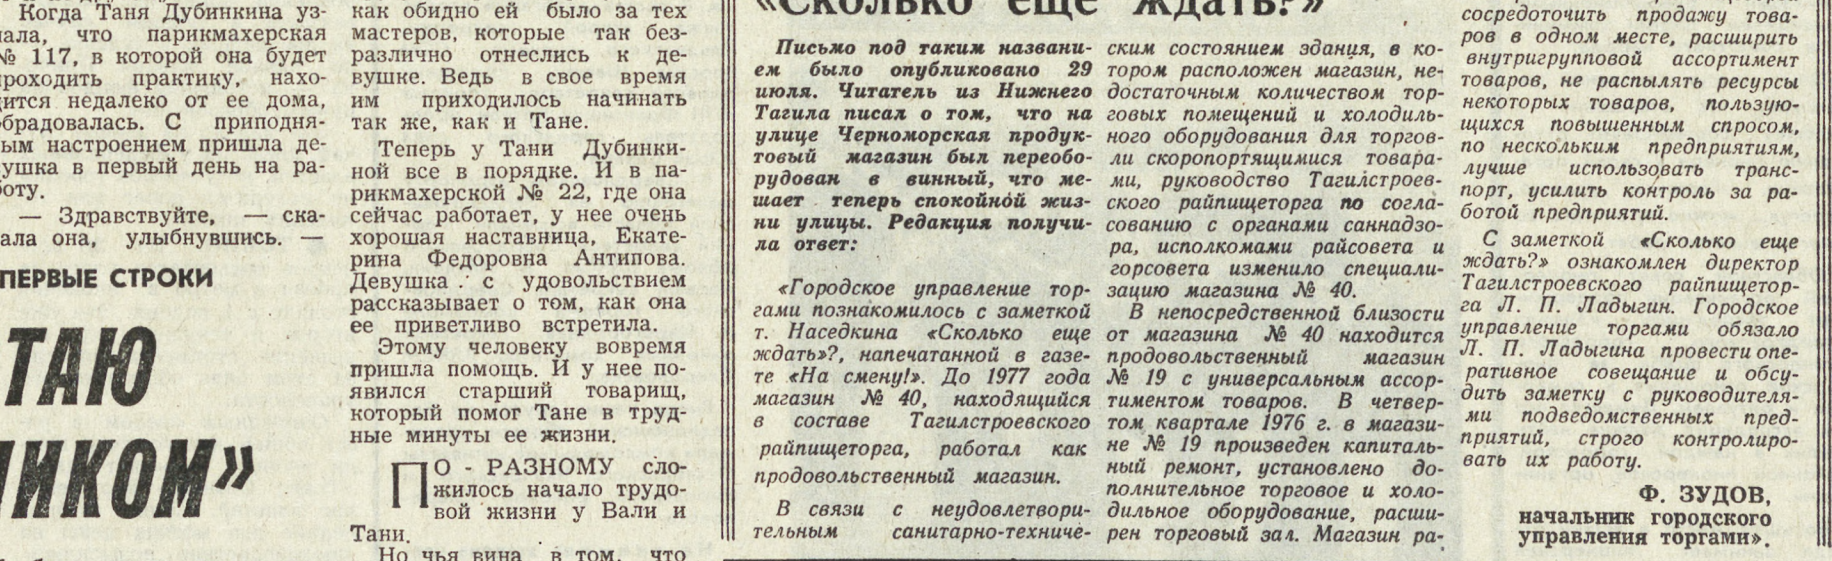 Когда Таня Дубинкина уз-
нала, что парикмахерская
№ 117, в которой она будет
проходить практику, нахо-
дится недалеко от ее дома,
обрадовалась. С приподня-
тым настроением пришла де-
вушка в первый день на ра-
боту.
— Здравствуйте, — ска-
зала она, улыбнувшись. —
ПЕРВЫЕ СТРОКИ
ТАЮ
НИКОМ»
как обидно ей было за тех
мастеров, которые так без-
различно отнеслись к де-
вушке. Ведь в свое время
им приходилось начинать
так же, как и Тане.
Теперь у Тани Дубинки-
ной все в порядке. И в па-
рикмахерской № 22, где она
сейчас работает, у нее очень
хорошая наставница, Екате-
рина Федоровна Антипова.
Девушка с удовольствием
рассказывает о том, как она
ее приветливо встретила.
Этому человеку вовремя
пришла помощь. И у нее по-
явился старший товарищ,
который помог Тане в труд-
ные минуты ее жизни.
ПО-РАЗНОМУ сло-
жилось начало трудо-
вой жизни у Вали и
Тани.
Но чья вина в том, что
«Сколько еще ждать?»
Письмо под таким названи-
ем было опубликовано 29
июля. Читатель из Нижнего
Тагила писал о том, что на
улице Черноморская продук-
товый магазин был переобо-
рудован в винный, что ме-
шает теперь спокойной жиз-
ни улицы. Редакция получи-
ла ответ:
«Городское управление тор-
гами познакомилось с заметкой
т. Наседкина «Сколько еще
ждать»?, напечатанной в газе-
те «На смену!». До 1977 года
магазин № 40, находящийся
в составе Тагилстроевского
райпищеторга, работал как
продовольственный магазин.
В связи с неудовлетвори-
тельным санитарно-техниче-
ским состоянием здания, в ко-
тором расположен магазин, не-
достаточным количеством тор-
говых помещений и холодиль-
ного оборудования для торгов-
ли скоропортящимися товара-
ми, руководство Тагилстроев-
ского райпищеторга по согла-
сованию с органами саннадзо-
ра, исполкомами райсовета и
горсовета изменило специали-
зацию магазина № 40.
В непосредственной близости
от магазина № 40 находится
продовольственный магазин
№ 19 с универсальным ассор-
тиментом товаров. В четвер-
том квартале 1976 г. в магази-
не № 19 произведен капиталь-
ный ремонт, установлено до-
полнительное торговое и холо-
дильное оборудование, расши-
рен торговый зал. Магазин ра-
сосредоточить продажу това-
ров в одном месте, расширить
внутригрупповой ассортимент
товаров, не распылять ресурсы
некоторых товаров, пользую-
щихся повышенным спросом,
по нескольким предприятиям,
лучше использовать транс-
порт, усилить контроль за ра-
ботой предприятий.
С заметкой «Сколько еще
ждать?» ознакомлен директор
Тагилстроевского райпищетор-
га Л. П. Ладыгин. Городское
управление торгами обязало
Л. П. Ладыгина провести опе-
ративное совещание и обсу-
дить заметку с руководителя-
ми подведомственных пред-
приятий, строго контролиро-
вать их работу.
Ф. ЗУДОВ,
начальник городского
управления торгами».